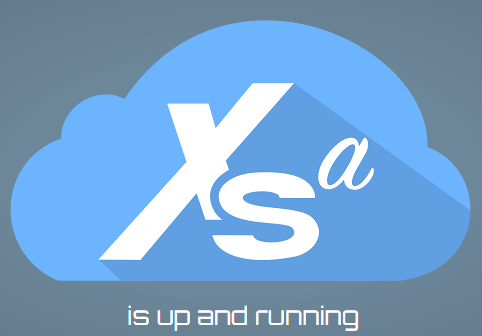 XSa
is up and running